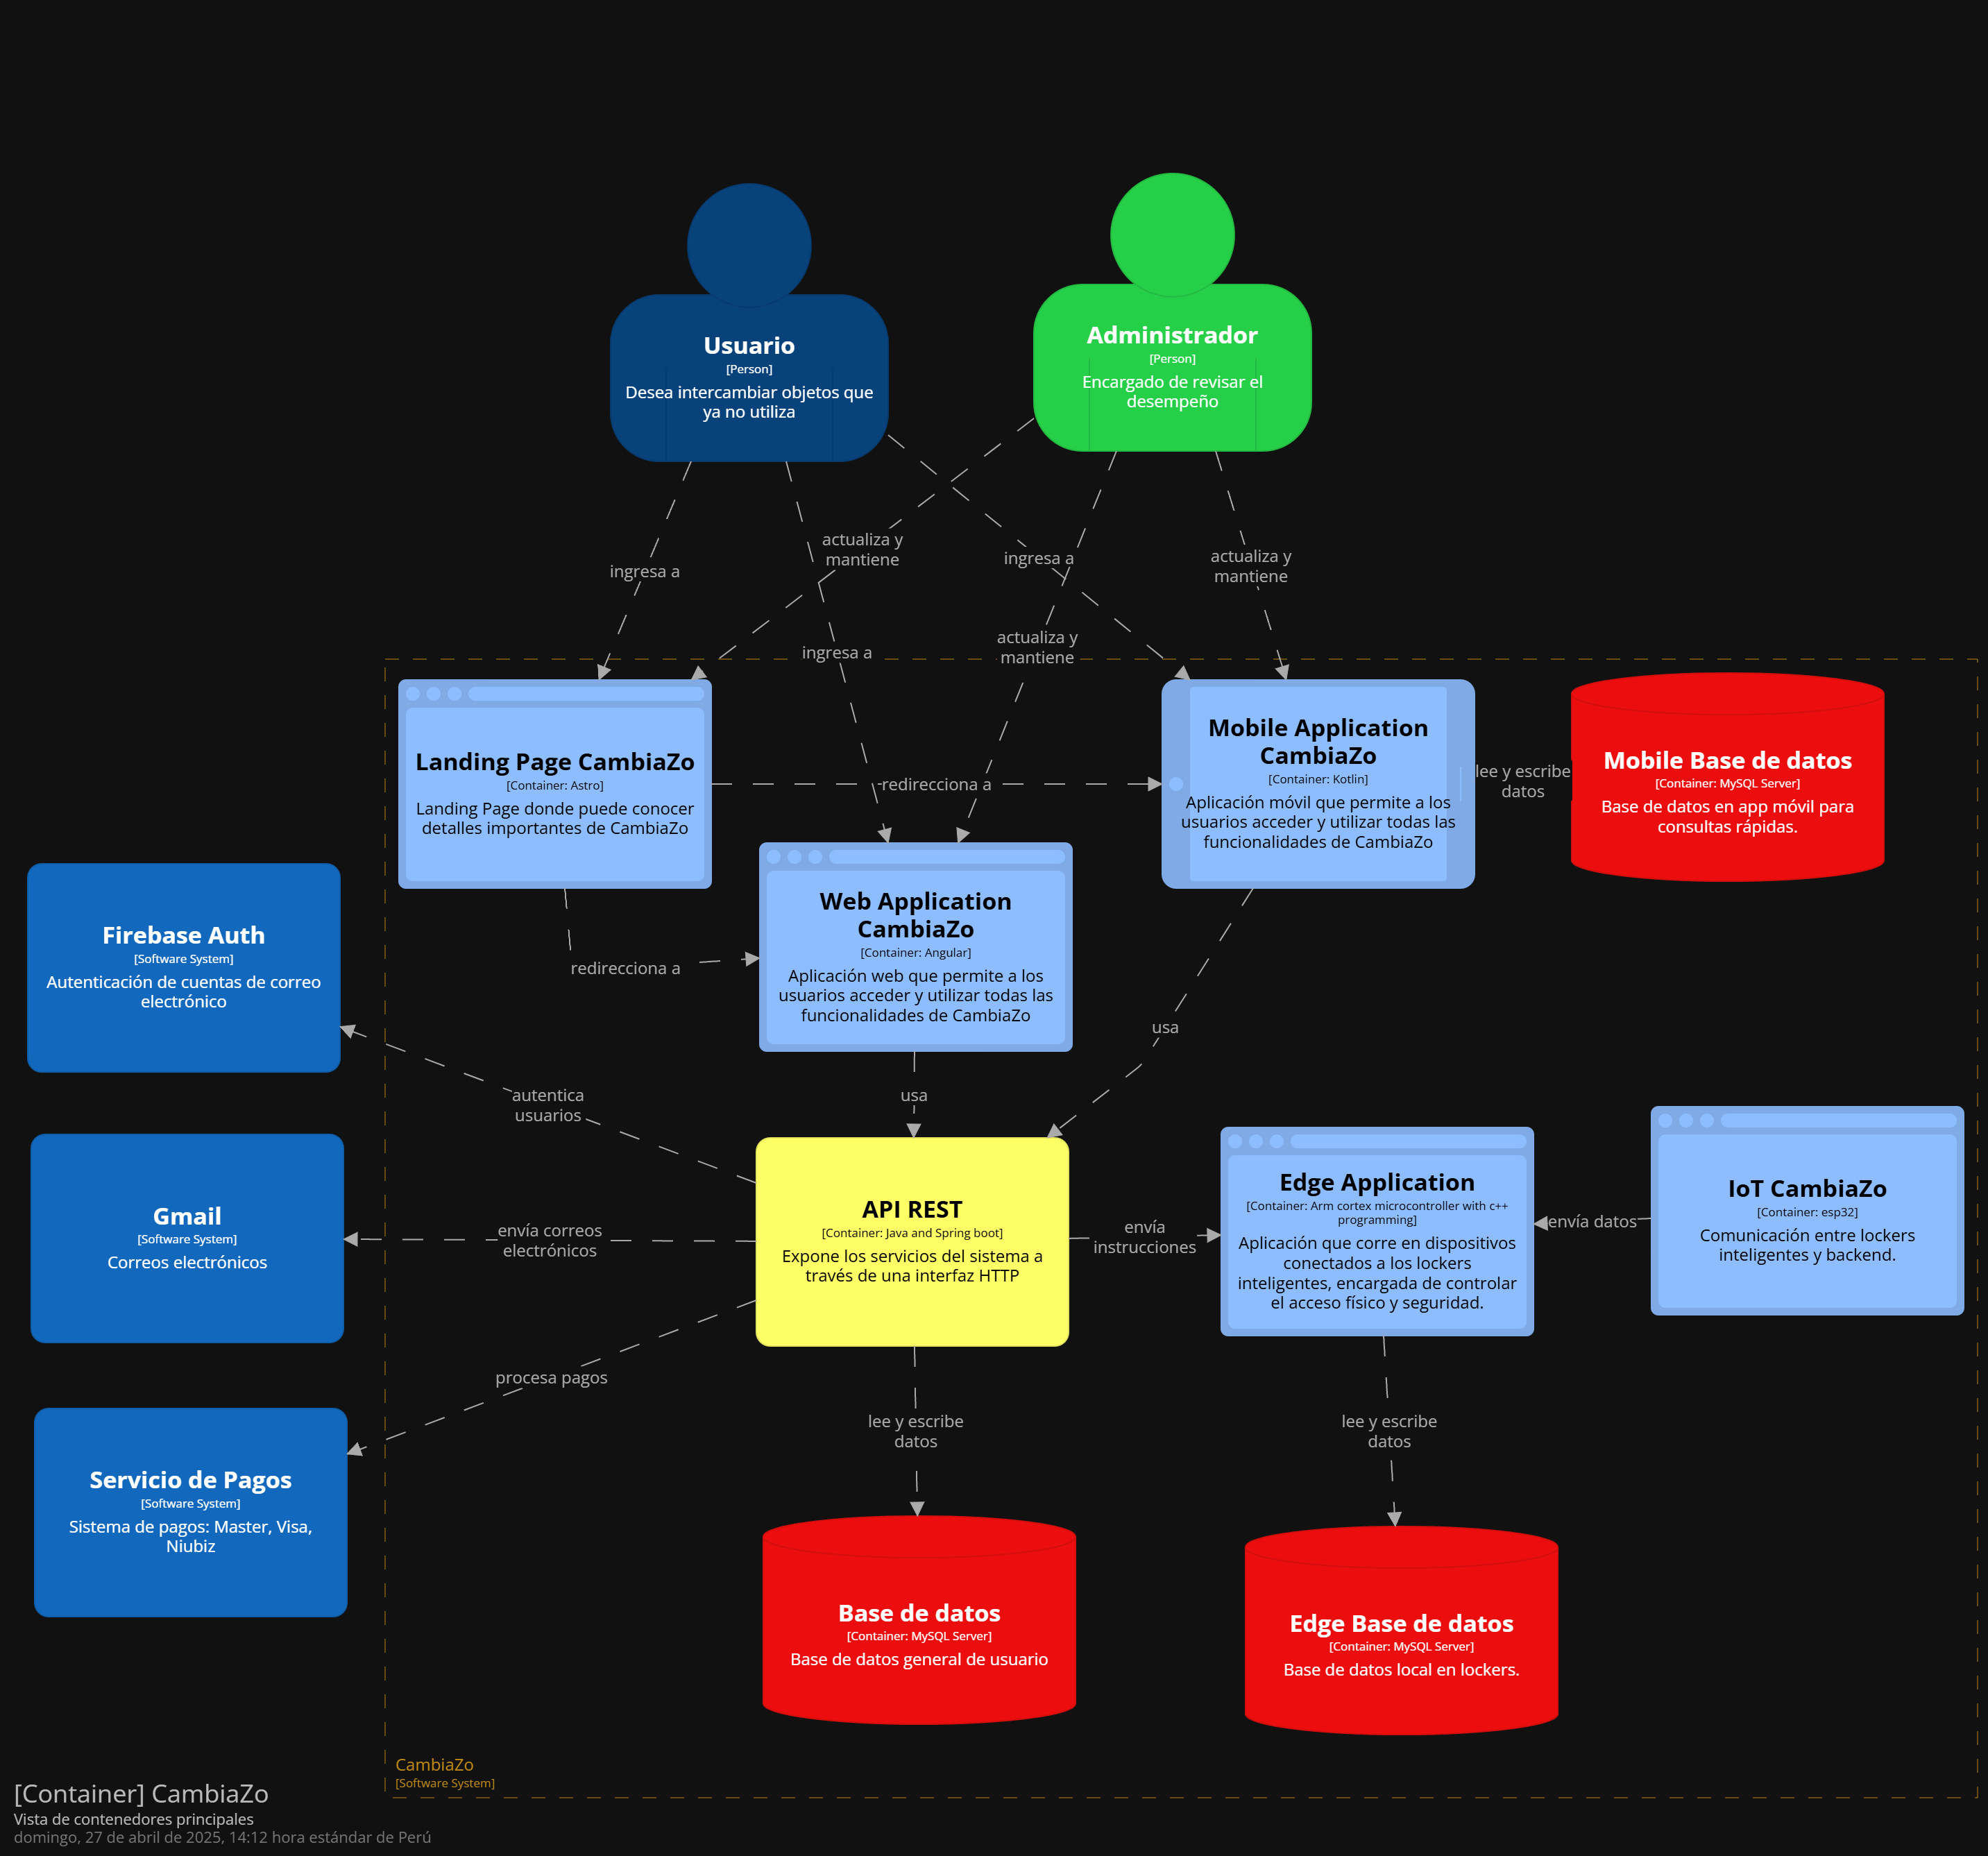 Usuario
[Person]
Desea intercambiar objetos que
ya no utiliza
Administrador
[Person]
Encargado de revisar el
desempeño
ingresa a
actualiza y
mantiene
ingresa a
actualiza y
mantiene
ingresa a
actualiza y
mantiene
Landing Page CambiaZo
[Container: Astro]
Landing Page donde puede conocer
detalles importantes de CambiaZo
redirecciona a
Mobile Application
CambiaZo
[Container: Kotlin]
Aplicación móvil que permite a los
usuarios acceder y utilizar todas las
funcionalidades de CambiaZo
lee y escribe
datos
Mobile Base de datos
[Container: MySQL Server]
Base de datos en app móvil para
consultas rápidas.
Web Application
CambiaZo
[Container: Angular]
Aplicación web que permite a los
usuarios acceder y utilizar todas las
funcionalidades de CambiaZo
redirecciona a
Firebase Auth
[Software System]
Autenticación de cuentas de correo
electrónico
usa
usa
autentica
usuarios
Gmail
[Software System]
Correos electrónicos
envía correos
electrónicos
API REST
[Container: Java and Spring boot]
Expone los servicios del sistema a
través de una interfaz HTTP
envía
instrucciones
Edge Application
[Container: Arm cortex microcontroller with c++
programming]
Aplicación que corre en dispositivos
conectados a los lockers
inteligentes, encargada de controlar
el acceso físico y seguridad.
envía datos
IoT CambiaZo
[Container: esp32]
Comunicación entre lockers
inteligentes y backend.
procesa pagos
Servicio de Pagos
[Software System]
Sistema de pagos: Master, Visa,
Niubiz
lee y escribe
datos
lee y escribe
datos
Base de datos
[Container: MySQL Server]
Base de datos general de usuario
Edge Base de datos
[Container: MySQL Server]
Base de datos local en lockers.
CambiaZo
[Software System]
[Container] CambiaZo
Vista de contenedores principales
domingo, 27 de abril de 2025, 14:12 hora estándar de Perú